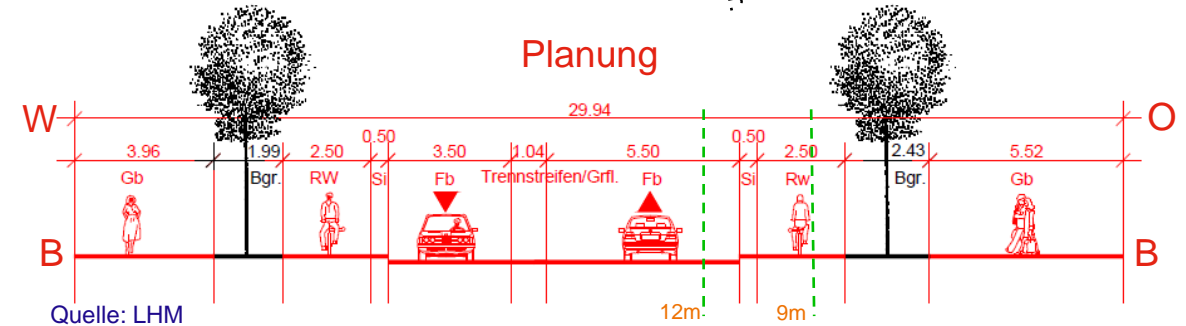 Planung
W 29.94 O
0.50 0.50
3.96 1.99 2.50 3.50 1.04 5.50 2.50 2.43 5.52
Gb Bgr. RW Si Fb Trennstreifen/Grfl. Fb Si Rw Bgr. Gb
B B
12m 9m
Quelle: LHM